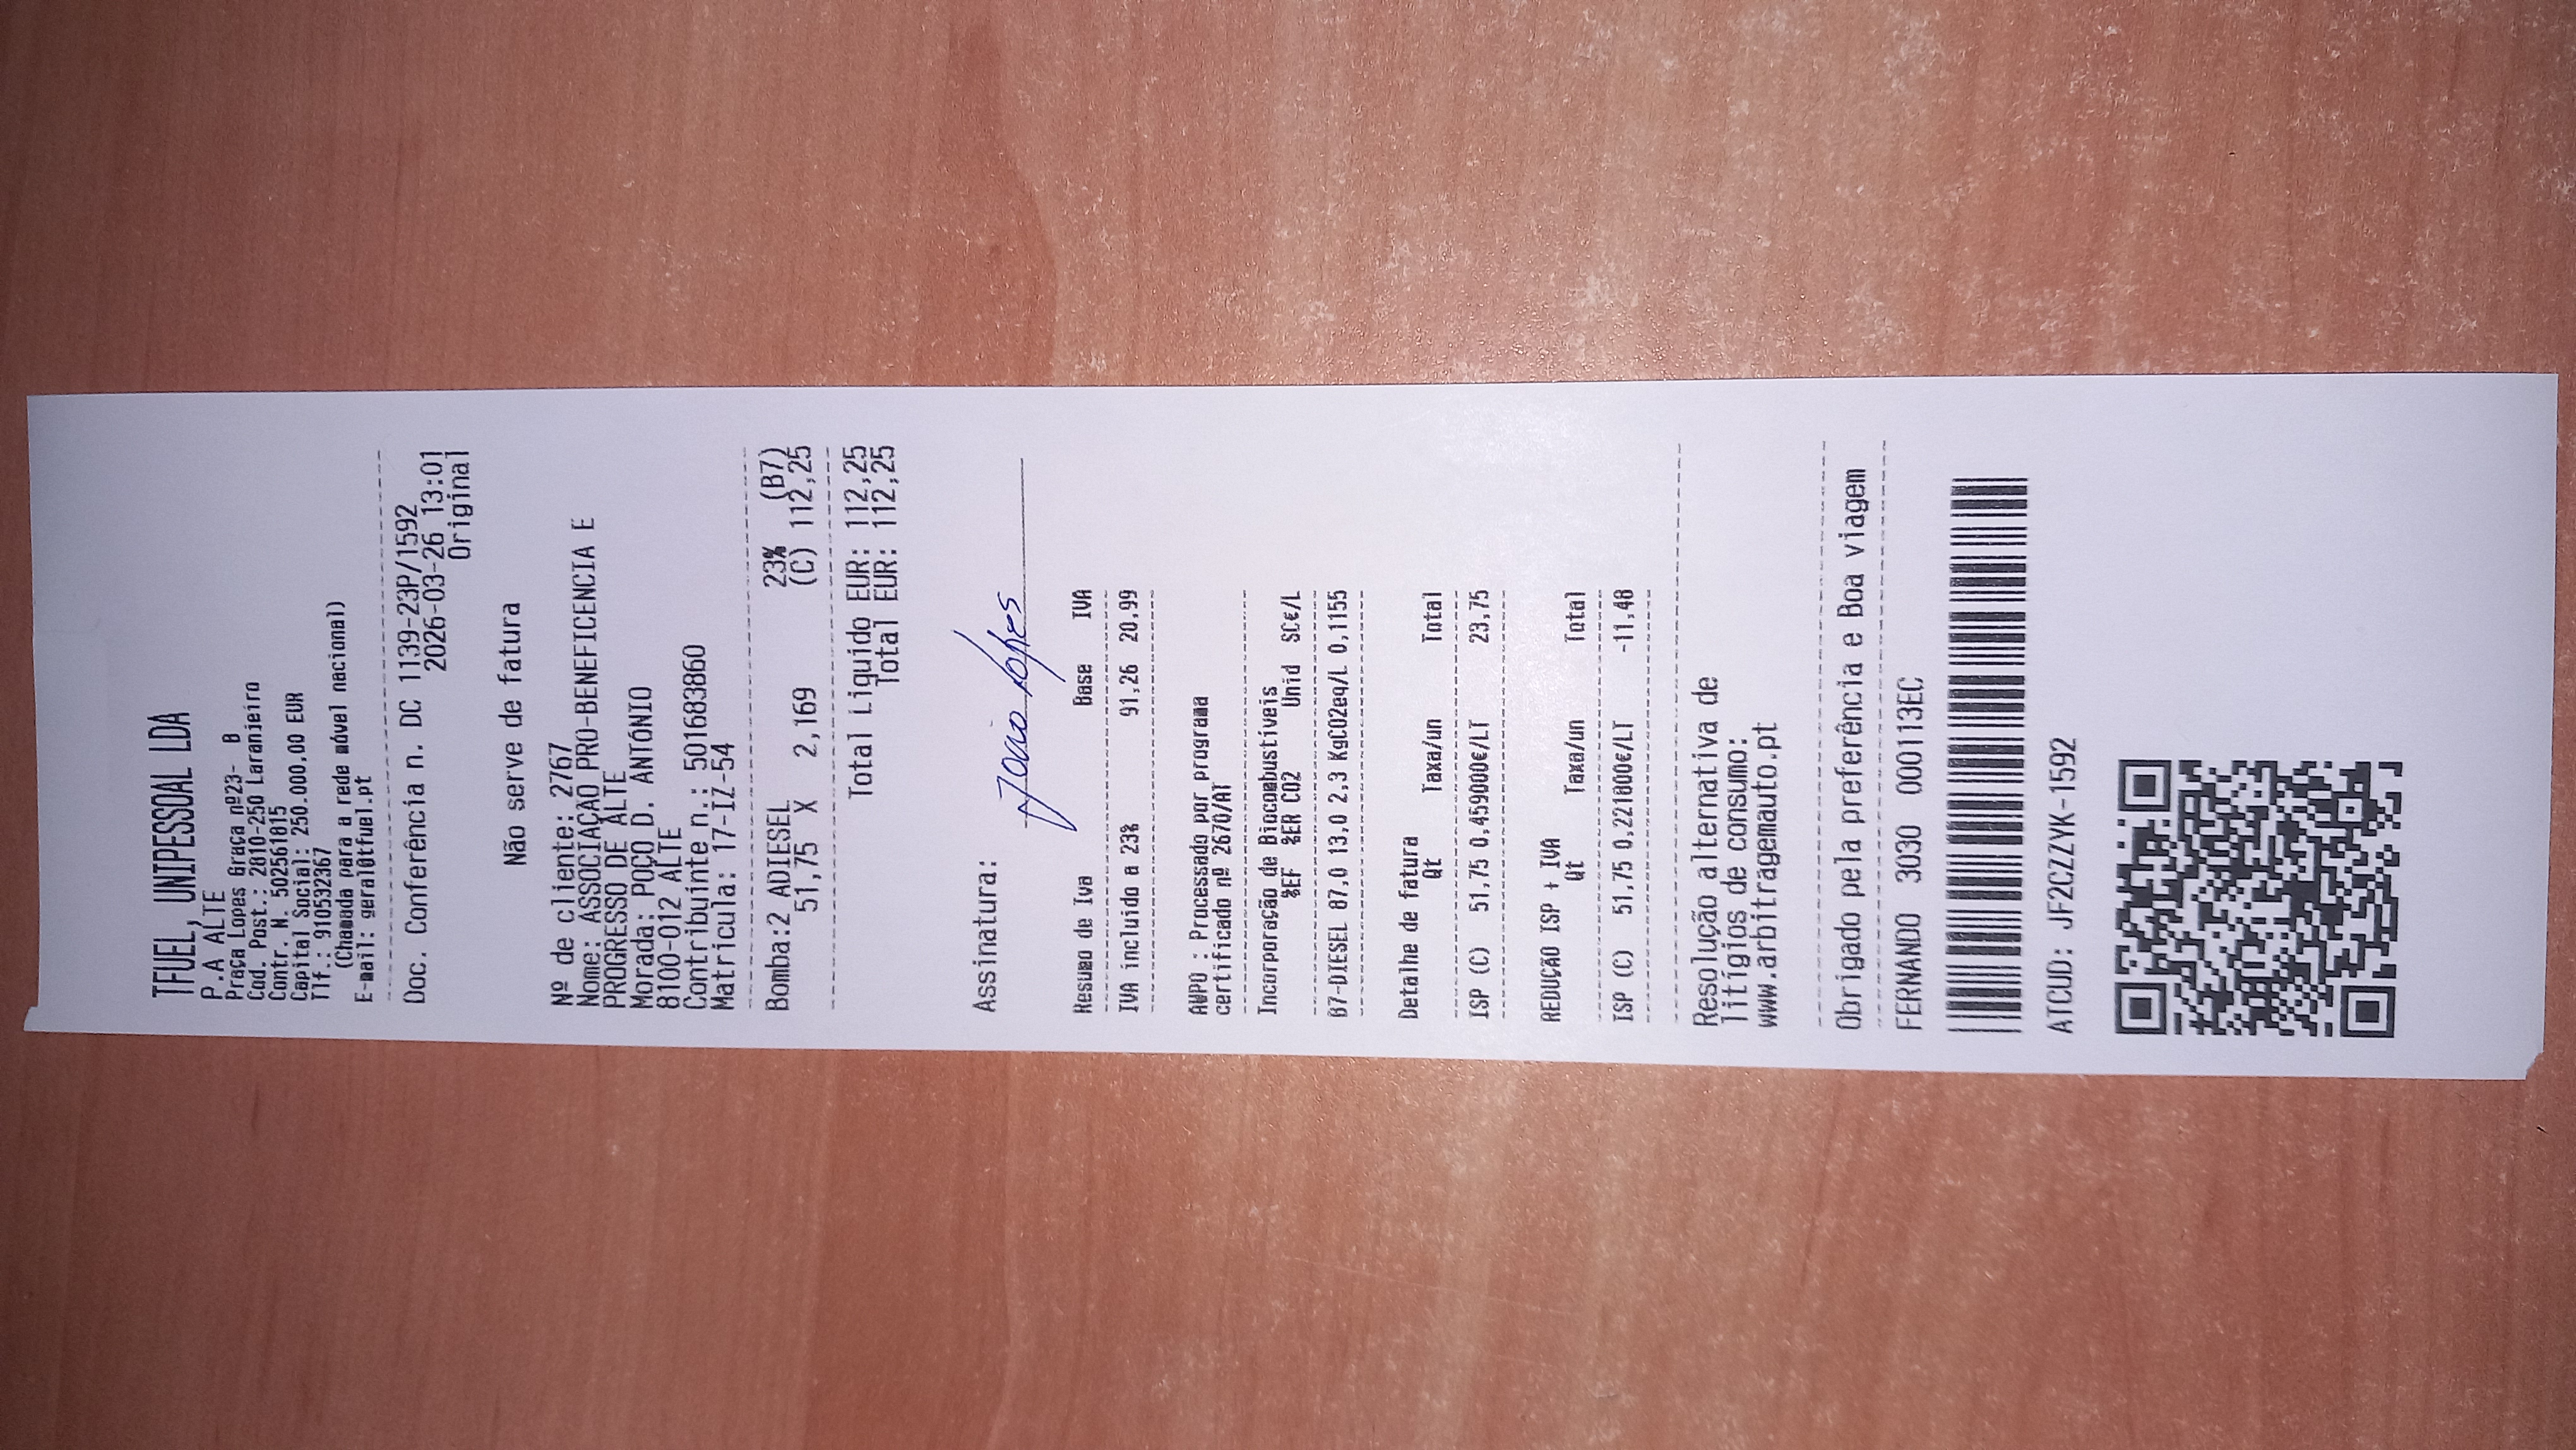 TFUEL, UNIPESSOAL LDA
P.A ALTE
Praça Lopes Graça nº23- B
Cod. Post.: 2810-250 Laranjeiro
Contr. N. 502561815
Capital Social: 250.000.00 EUR
Tlf.: 910532367
(Chamada para a rede móvel nacional)
E-mail: geral@tfuel.pt
Doc. Conferência n. DC 1139-23P/1592
2026-03-26 13:01
Original
Não serve de fatura
Nº de cliente: 2767
Nome: ASSOCIAÇÃO PRO-BENEFICENCIA E
PROGRESSO DE ALTE
Morada: POÇO D. ANTÓNIO
8100-012 ALTE
Contribuinte n.: 501683860
Matricula: 17-IZ-54
Bomba:2 ADIESEL 23% (B7)
51,75 X 2,169 (C) 112,25
Total Liquido EUR: 112,25
Total EUR: 112,25
Assinatura:
Resumo de Iva Base IVA
IVA incluido a 23% 91,26 20,99
AWPO : Processado por programa
certificado nº 2670/AT
Incorporação de Biocombustíveis
%EF %ER CO2 Unid SC€/L
B7-DIESEL 87,0 13,0 2,3 KgCO2eq/L 0,1155
Detalhe de fatura
Qt Taxa/un Total
ISP (C) 51,75 0,459000€/LT 23,75
REDUÇÃO ISP + IVA
Qt Taxa/un Total
ISP (C) 51,75 0,221800€/LT -11,48
Resolução alternativa de
litígios de consumo:
www.arbitragemauto.pt
Obrigado pela preferência e Boa viagem
FERNANDO 3030 000113EC
ATCUD: JF2CZZYK-1592